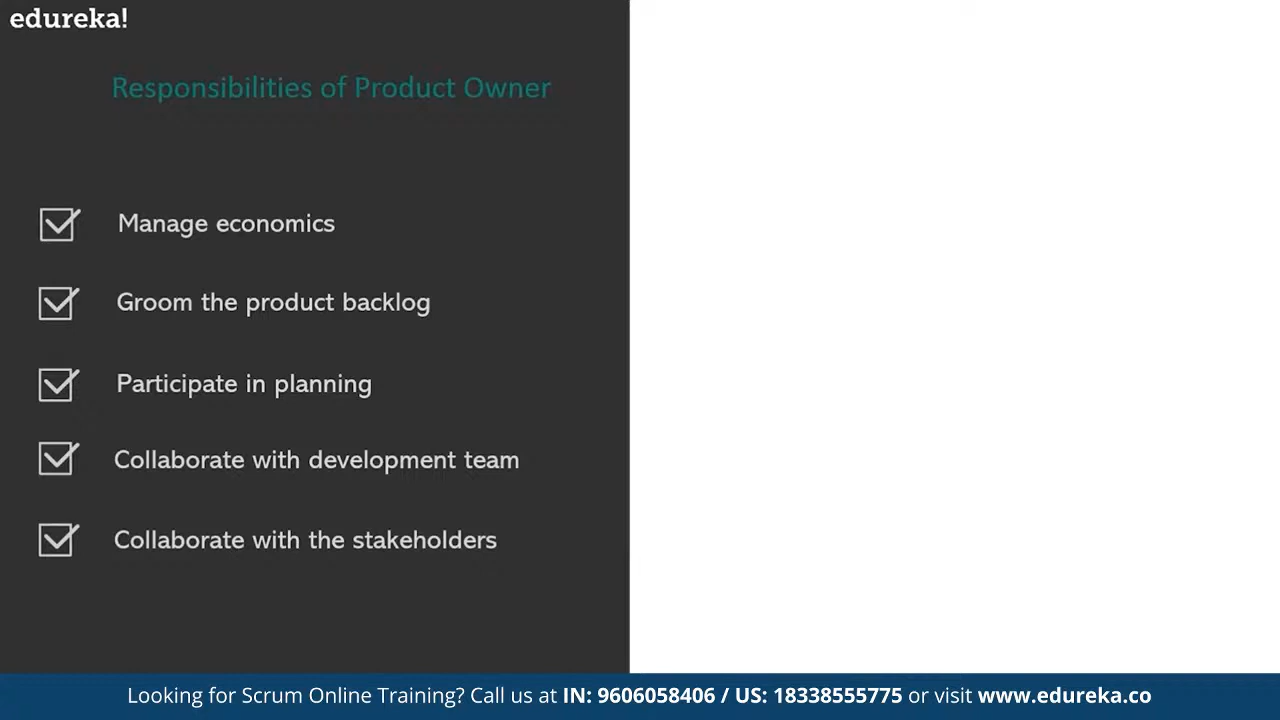 edureka!
Responsibilities of Product Owner
Manage economics
Groom the product backlog
Participate in planning
Collaborate with development team
Collaborate with the stakeholders
Looking for Scrum Online Training? Call us at IN: 9606058406 / US: 18338555775 or visit www.edureka.co